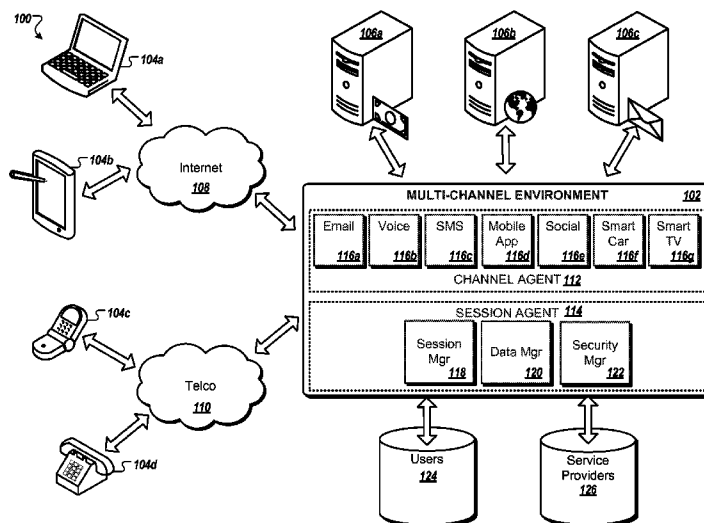 100
104a
106a
106b
106c
104b
Internet
108
MULTI-CHANNEL ENVIRONMENT 102
Email
116a
Voice
116b
SMS
116c
Mobile
App
116d
Social
116e
Smart
Car
116f
Smart
TV
116g
CHANNEL AGENT 112
SESSION AGENT 114
Session
Mgr
118
Data Mgr
120
Security
Mgr
122
104c
Telco
110
104d
Users
124
Service
Providers
126